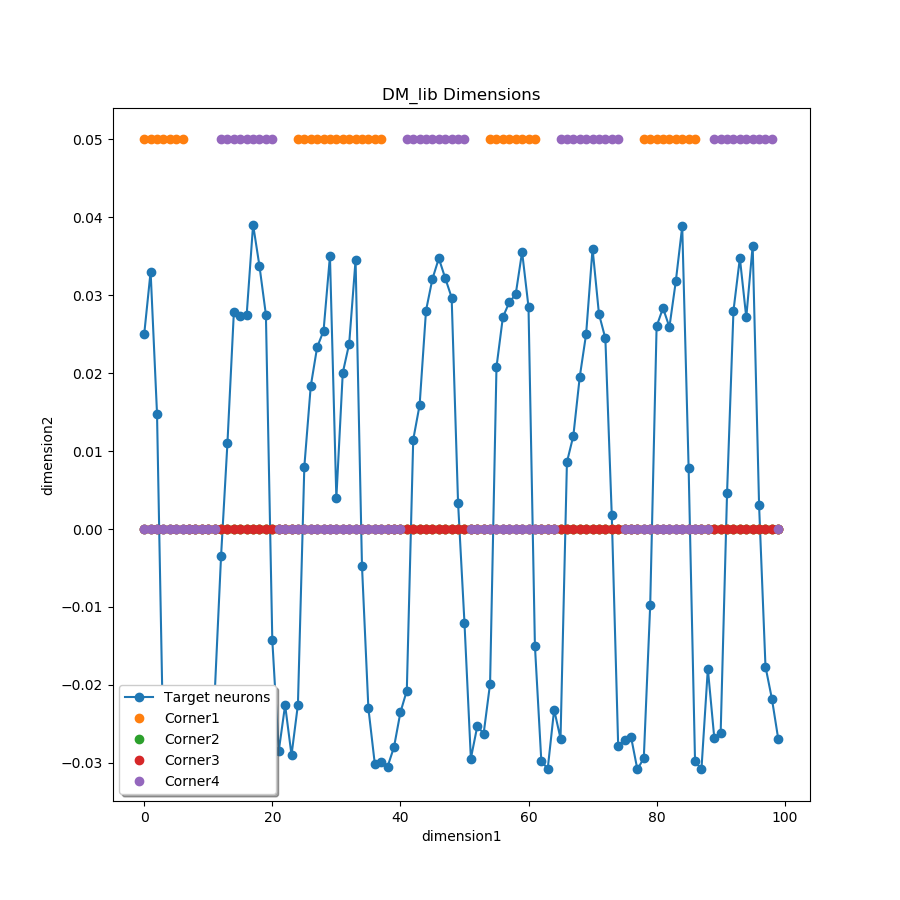 DM_lib Dimensions
0.05
0.04
0.03
0.02
0.01
0.00
−0.01
−0.02
−0.03
dimension2
Target neurons
Corner1
Corner2
Corner3
Corner4
0 20 40 60 80 100
dimension1